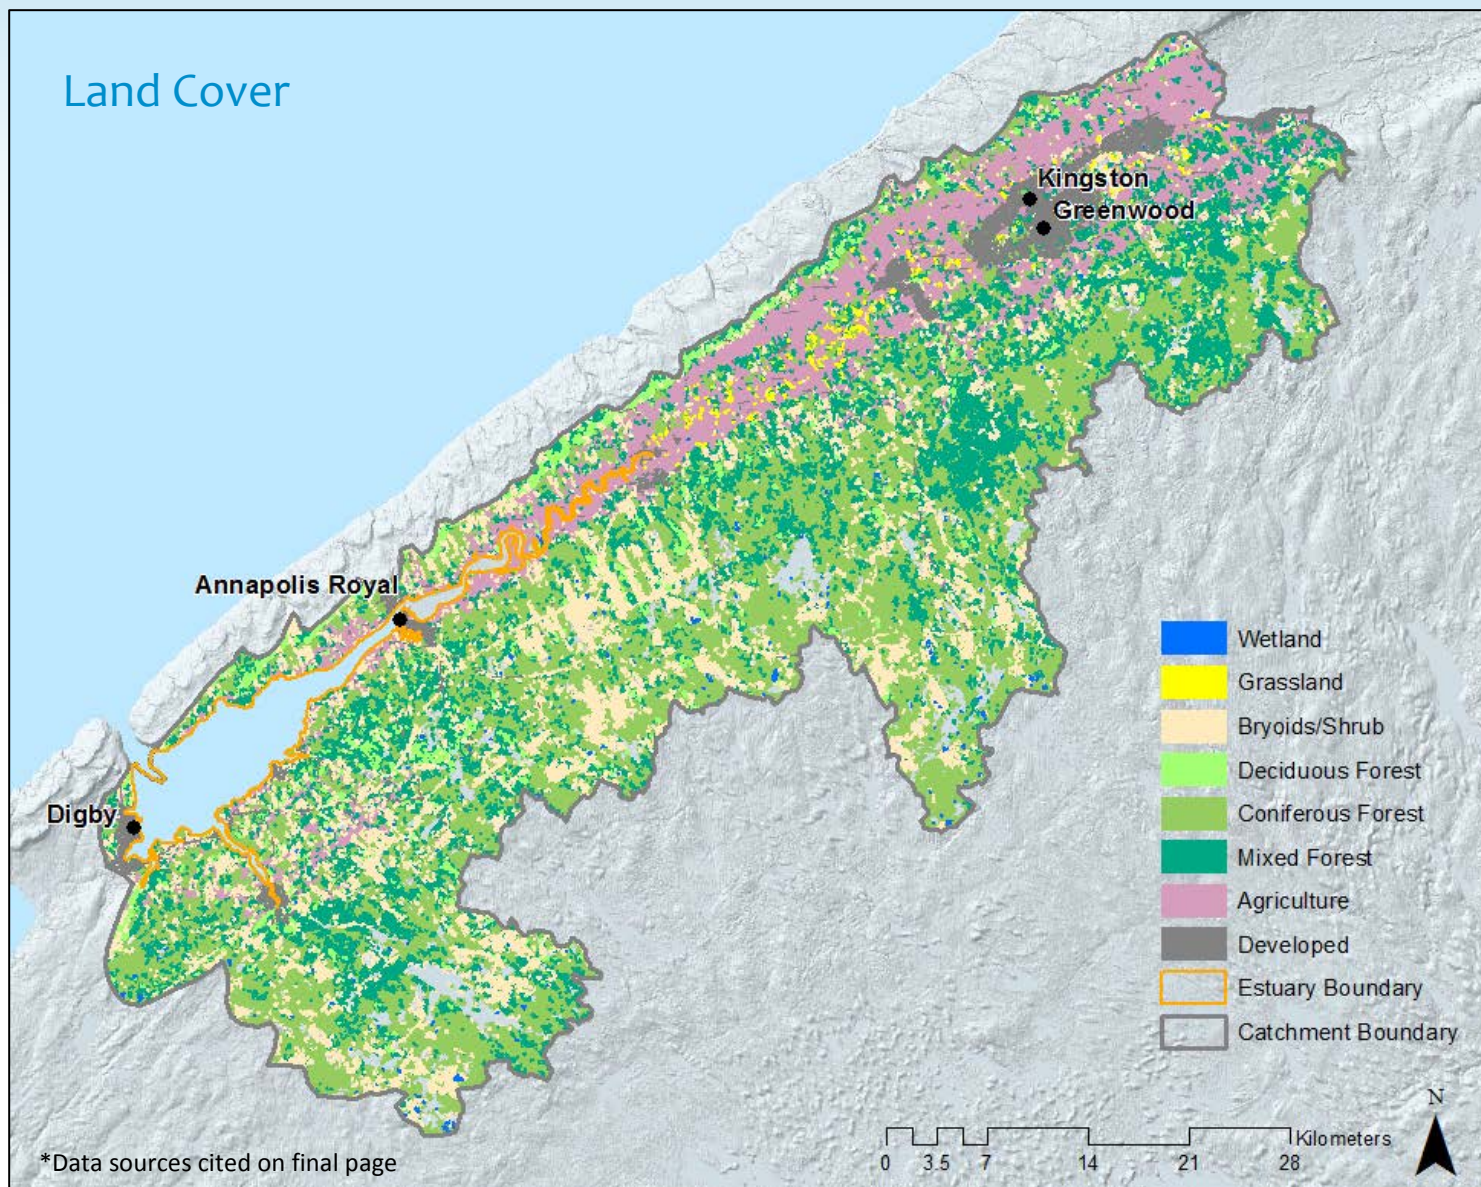 Land Cover
Kingston
Greenwood
Annapolis Royal
Digby
Wetland
Grassland
Bryoids/Shrub
Deciduous Forest
Coniferous Forest
Mixed Forest
Agriculture
Developed
Estuary Boundary
Catchment Boundary
N
Kilometers
0 3.5 7 14 21 28
*Data sources cited on final page